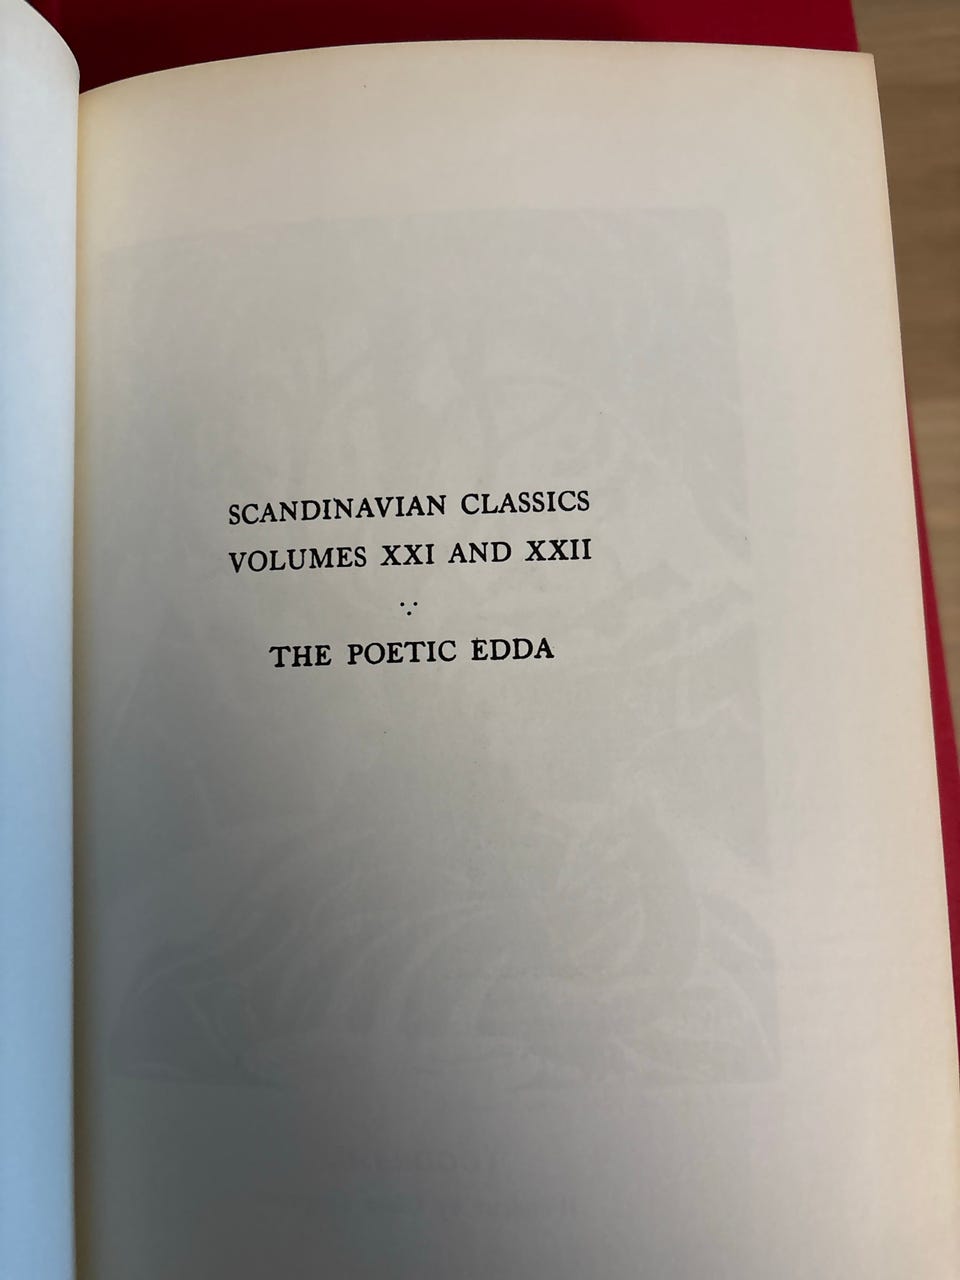 SCANDINAVIAN CLASSICS
VOLUMES XXI AND XXII
THE POETIC EDDA